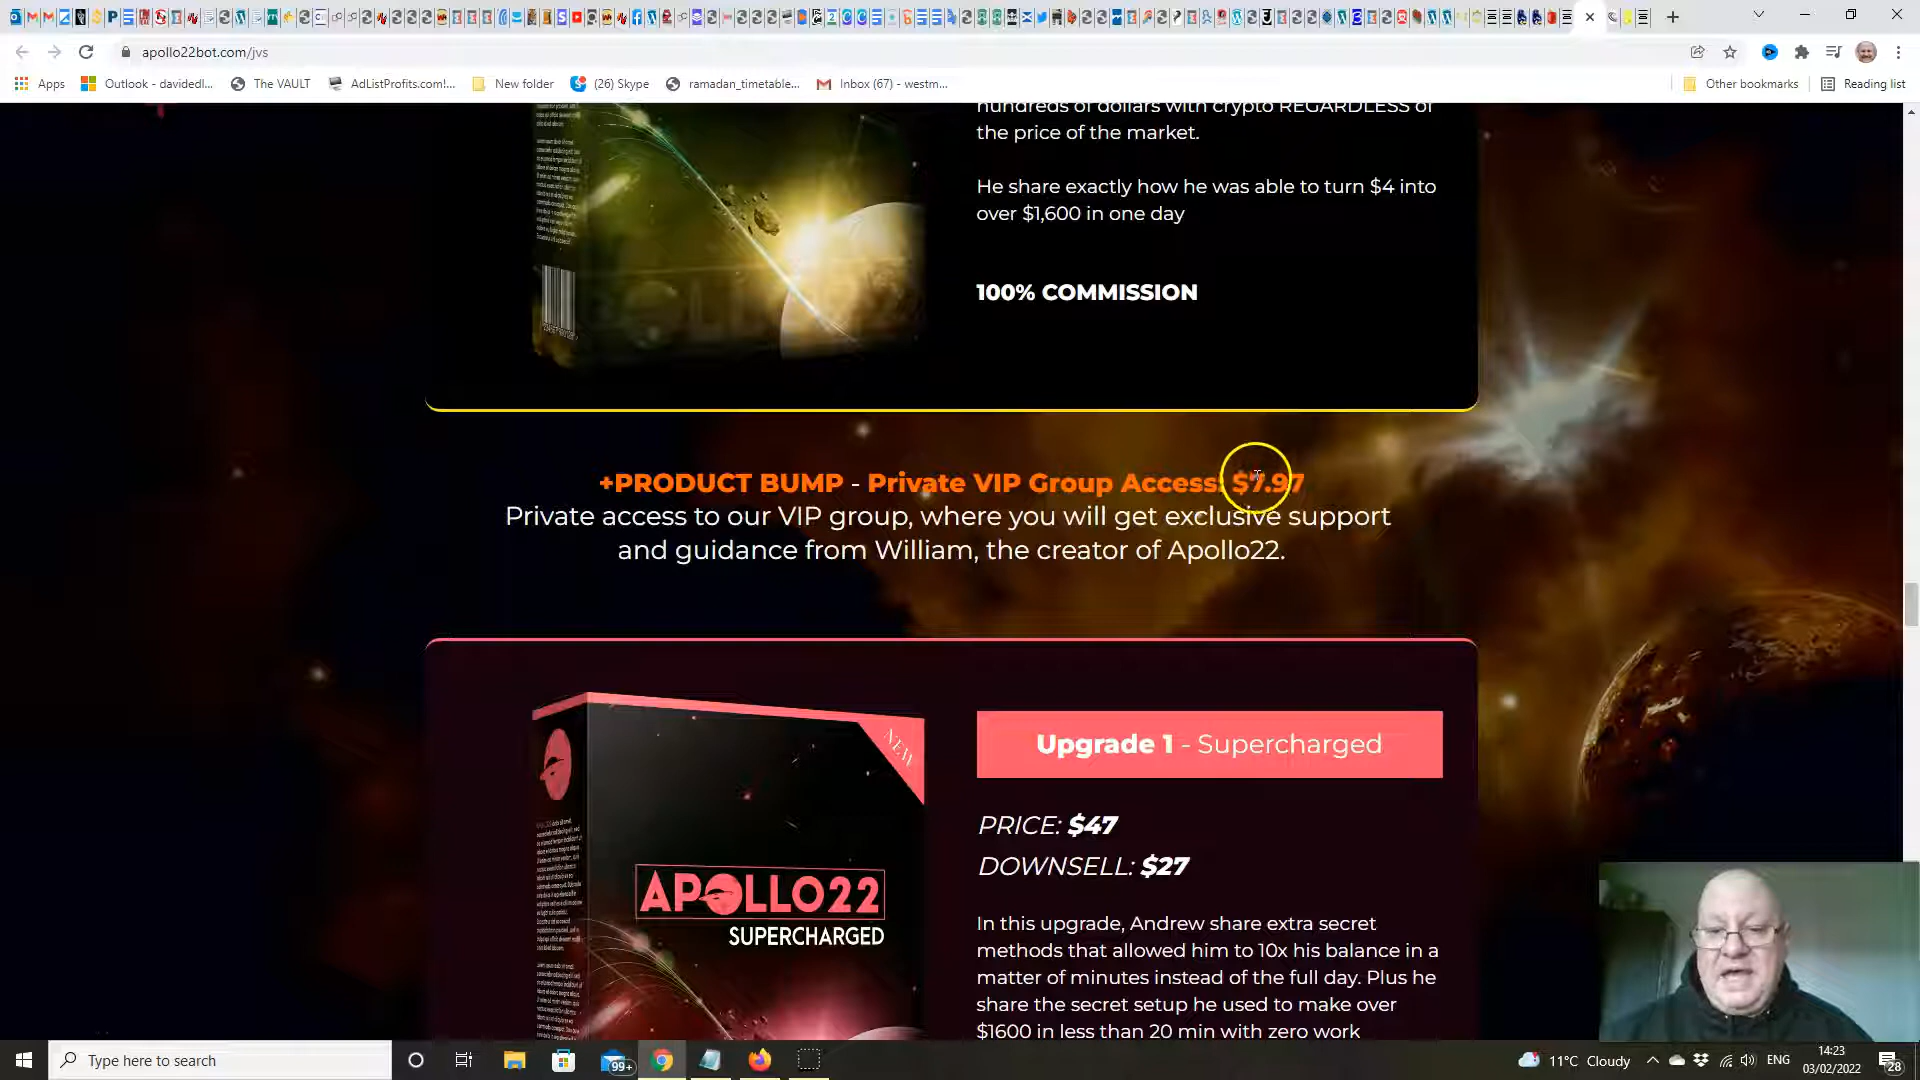 apollo22bot.com/jvs
Apps
Outlook - davidedl...
The VAULT
AdListProfits.com!...
New folder
(26) Skype
ramadan_timetable...
Inbox (67) - westm...
Other bookmarks
Reading list
hundreds of dollars with crypto REGARDLESS of
the price of the market.
He share exactly how he was able to turn $4 into
over $1,600 in one day
100% COMMISSION
+PRODUCT BUMP - Private VIP Group Access: $7.97
Private access to our VIP group, where you will get exclusive support
and guidance from William, the creator of Apollo22.
NEW
APOLLO22
SUPERCHARGED
Upgrade 1 - Supercharged
PRICE: $47
DOWNSELL: $27
In this upgrade, Andrew share extra secret
methods that allowed him to 10x his balance in a
matter of minutes instead of the full day. Plus he
share the secret setup he used to make over
$1600 in less than 20 min with zero work
Type here to search
99+
11°C Cloudy
ENG
14:23
03/02/2022
28